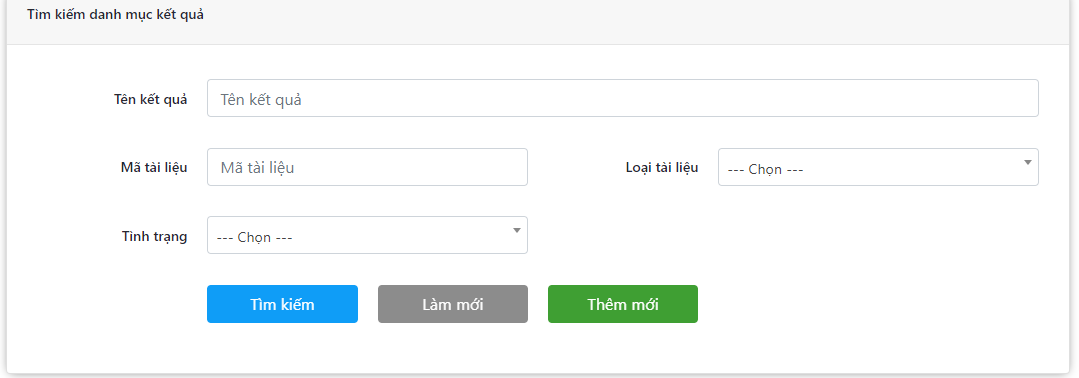 Tìm kiếm danh mục kết quả
Tên kết quả Tên kết quả
Mã tài liệu Mã tài liệu Loại tài liệu --- Chọn ---
Tình trạng --- Chọn ---
Tìm kiếm Làm mới Thêm mới